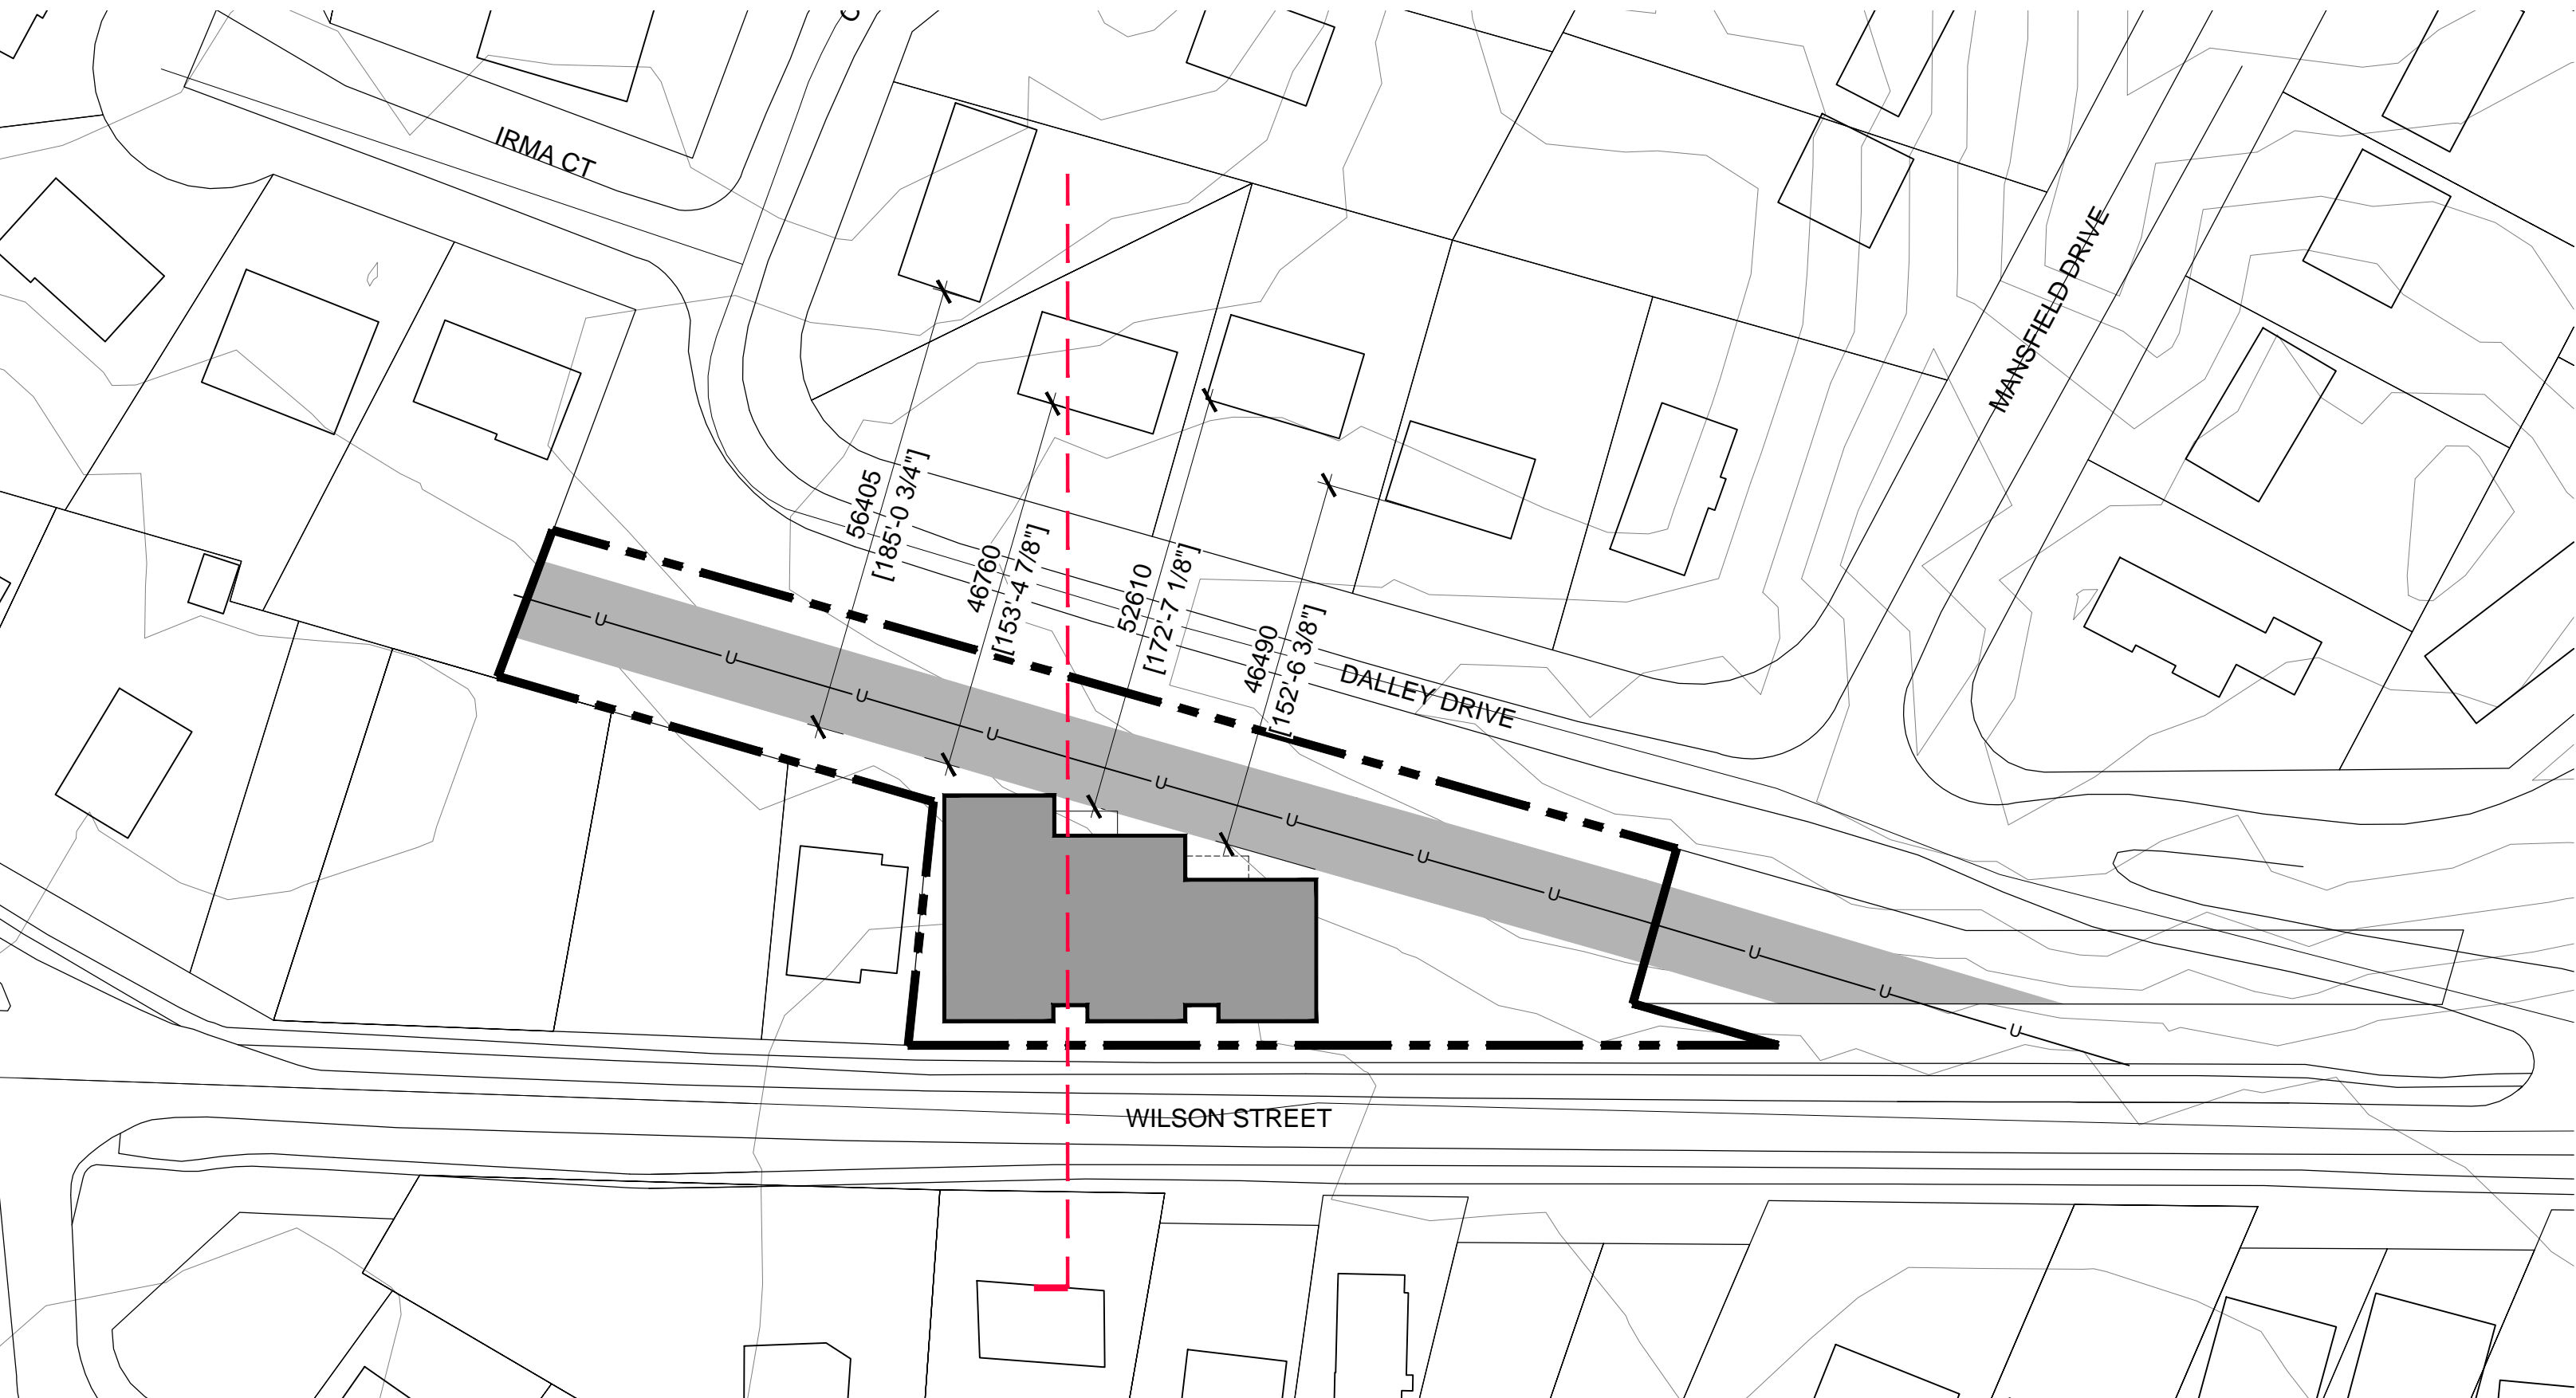 C
IRMA CT
MANSFIELD DRIVE
56405
[185'-0 3/4"]
46760
[153'-4 7/8"]
52610
[172'-7 1/8"]
46490
[152'-6 3/8"]
DALLEY DRIVE
U
U
U
U
U
U
U
U
U
U
U
WILSON STREET